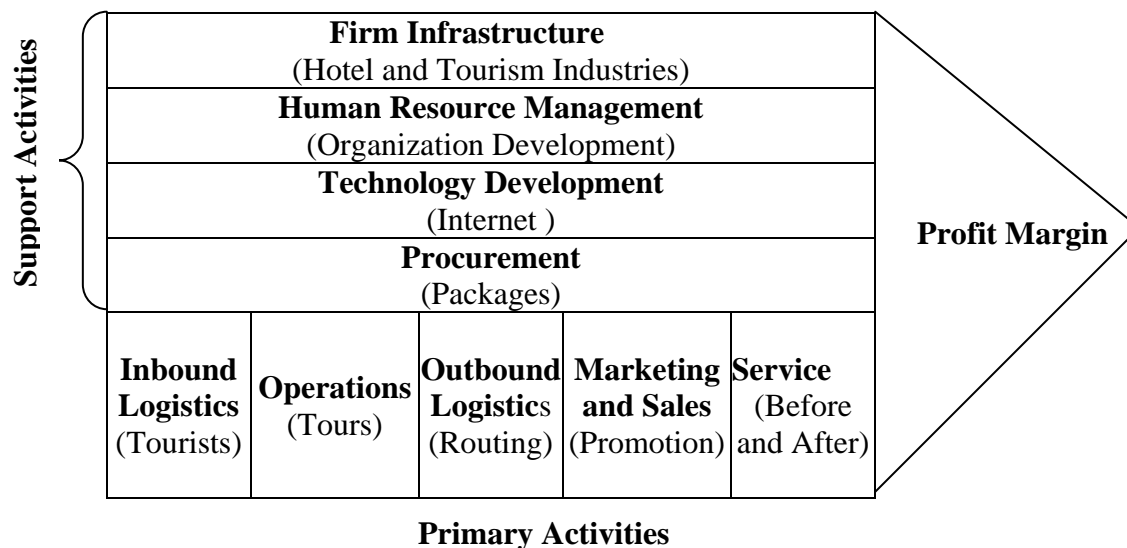 Support Activities
Firm Infrastructure
(Hotel and Tourism Industries)
Human Resource Management
(Organization Development)
Technology Development
(Internet )
Procurement
(Packages)
Inbound
Logistics
(Tourists)
Operations
(Tours)
Outbound
Logistics
(Routing)
Marketing
and Sales
(Promotion)
Service
(Before
and After)
Profit Margin
Primary Activities